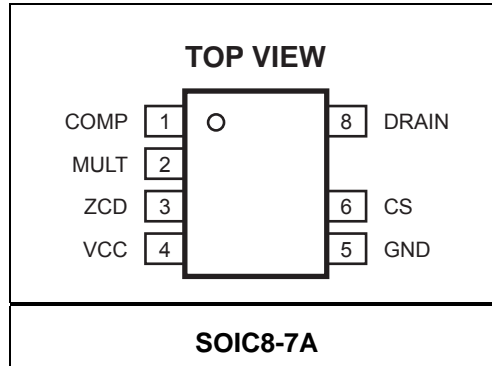 TOP VIEW
COMP 1 8 DRAIN
MULT 2
ZCD 3 6 CS
VCC 4 5 GND
SOIC8-7A